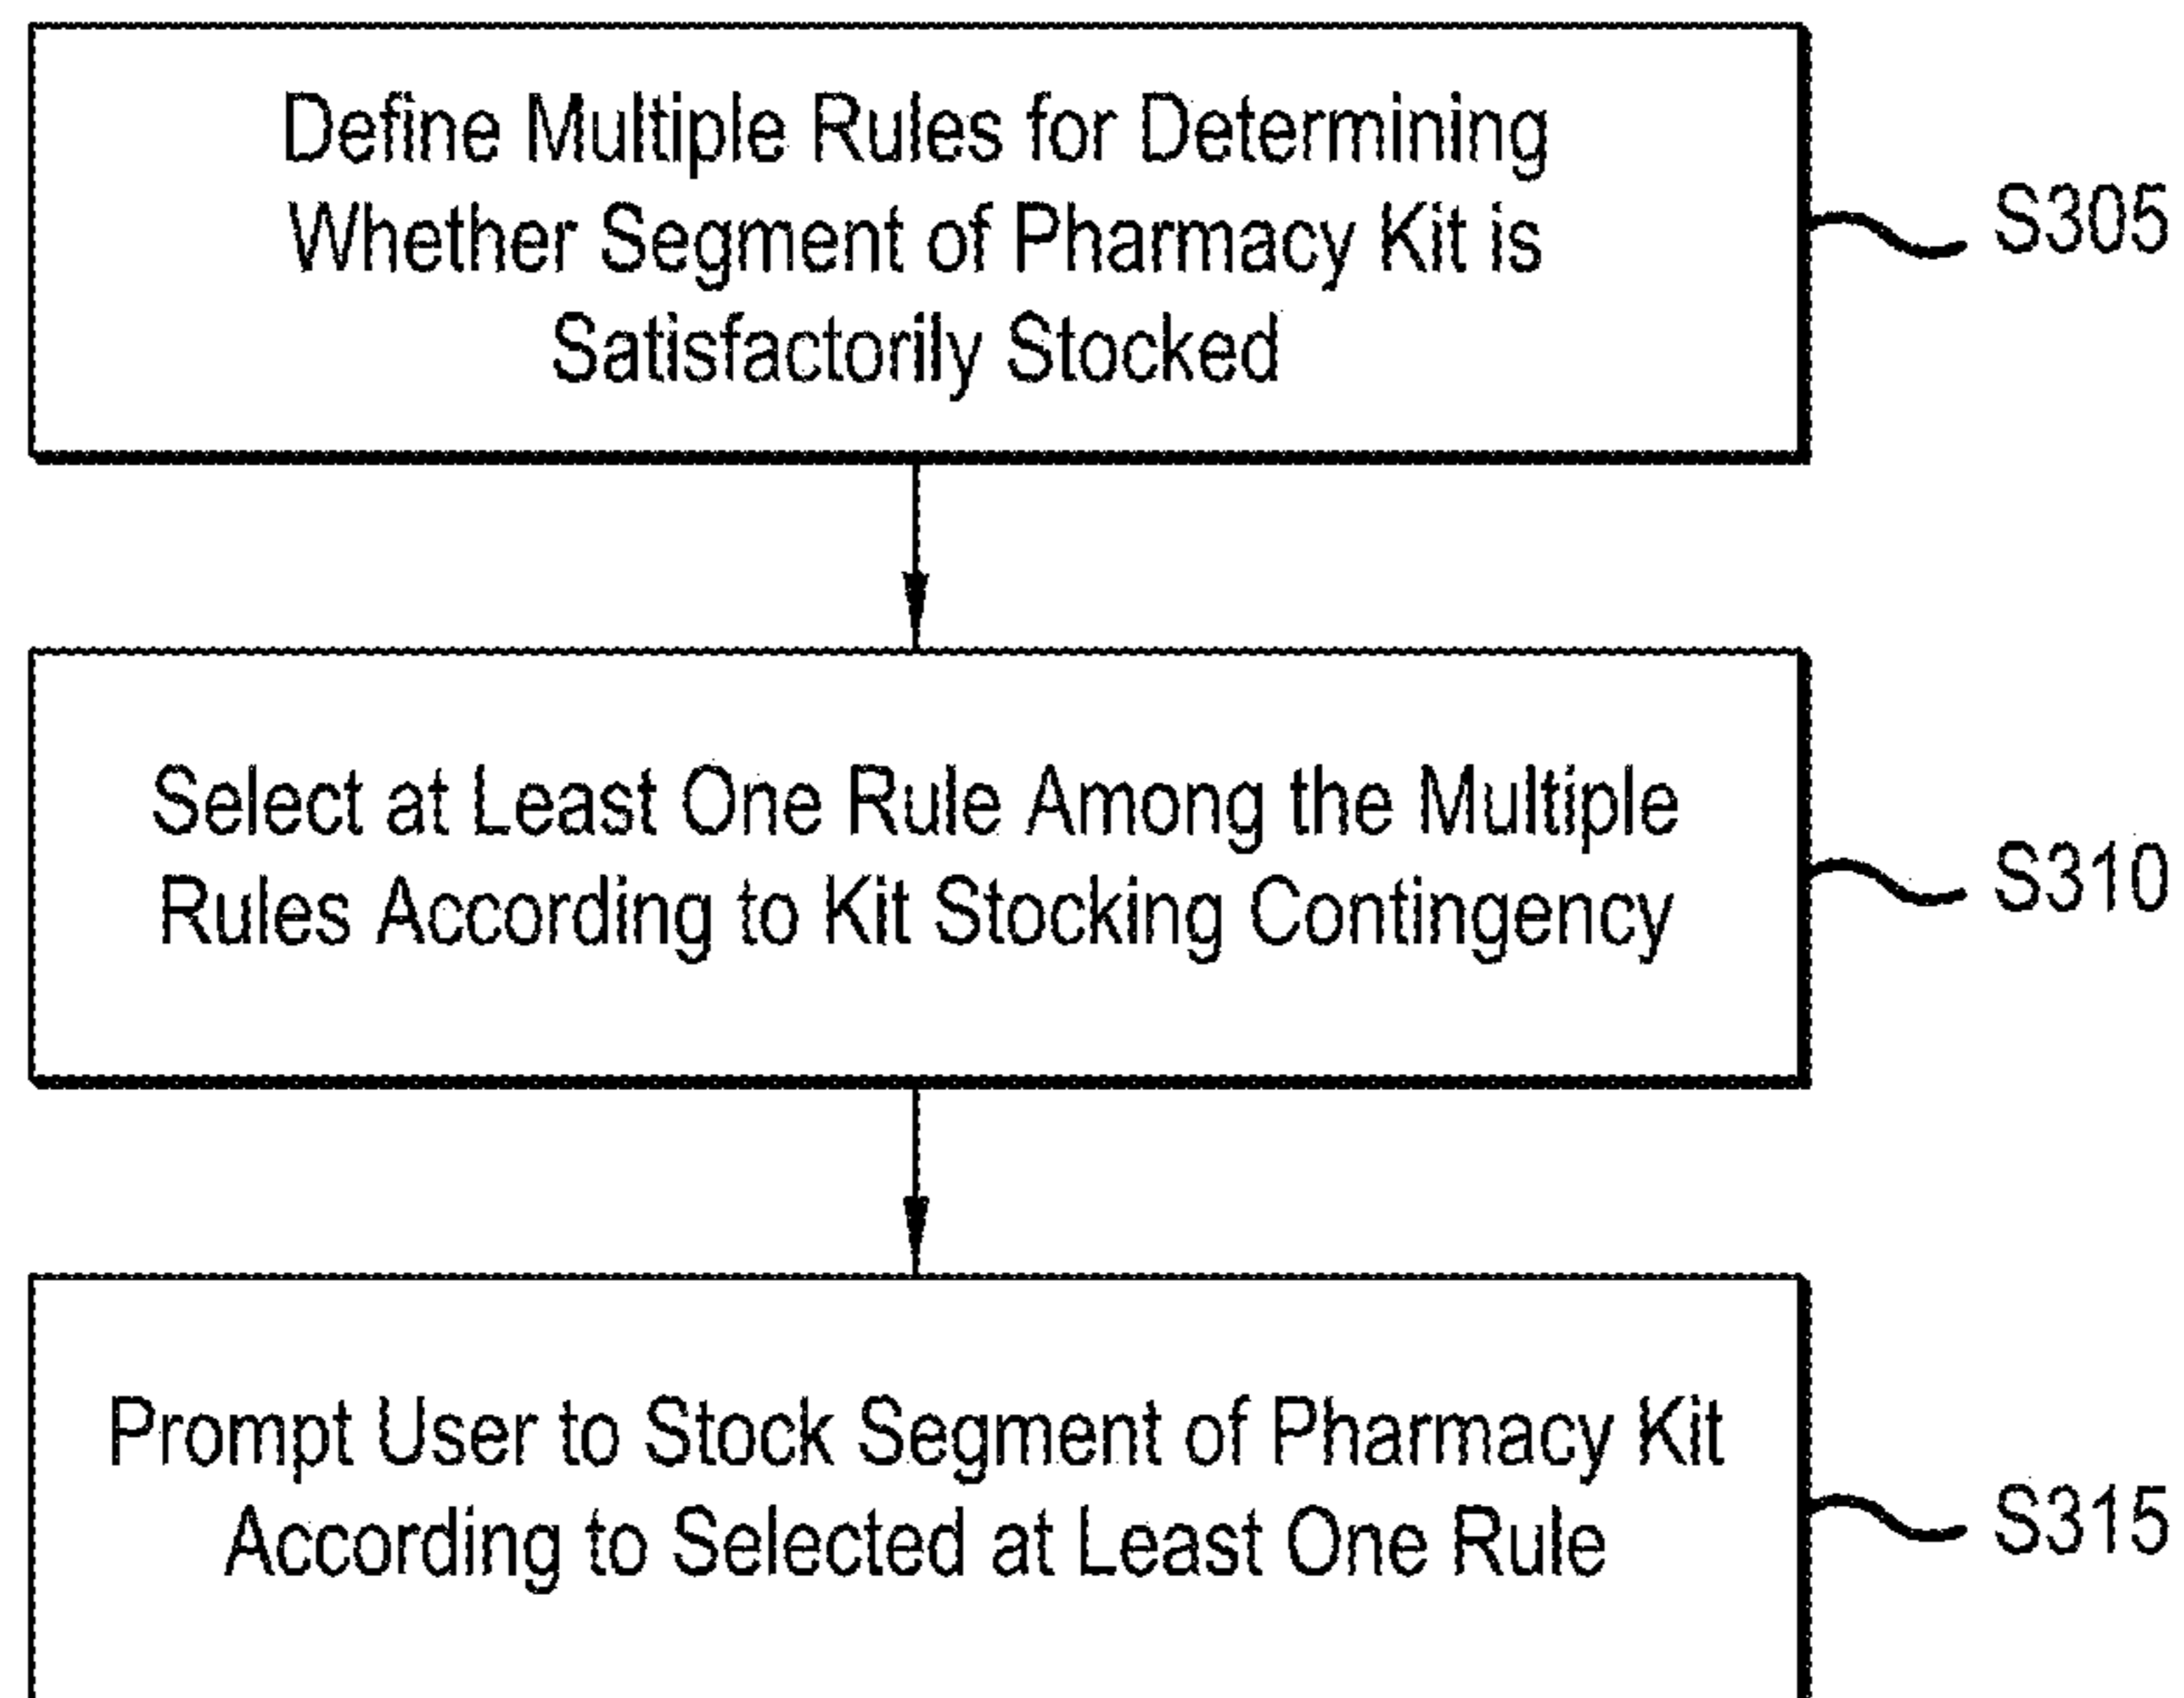 Define Multiple Rules for Determining
Whether Segment of Pharmacy Kit is
Satisfactorily Stocked
S305
Select at Least One Rule Among the Multiple
Rules According to Kit Stocking Contingency
S310
Prompt User to Stock Segment of Pharmacy Kit
According to Selected at Least One Rule
S315